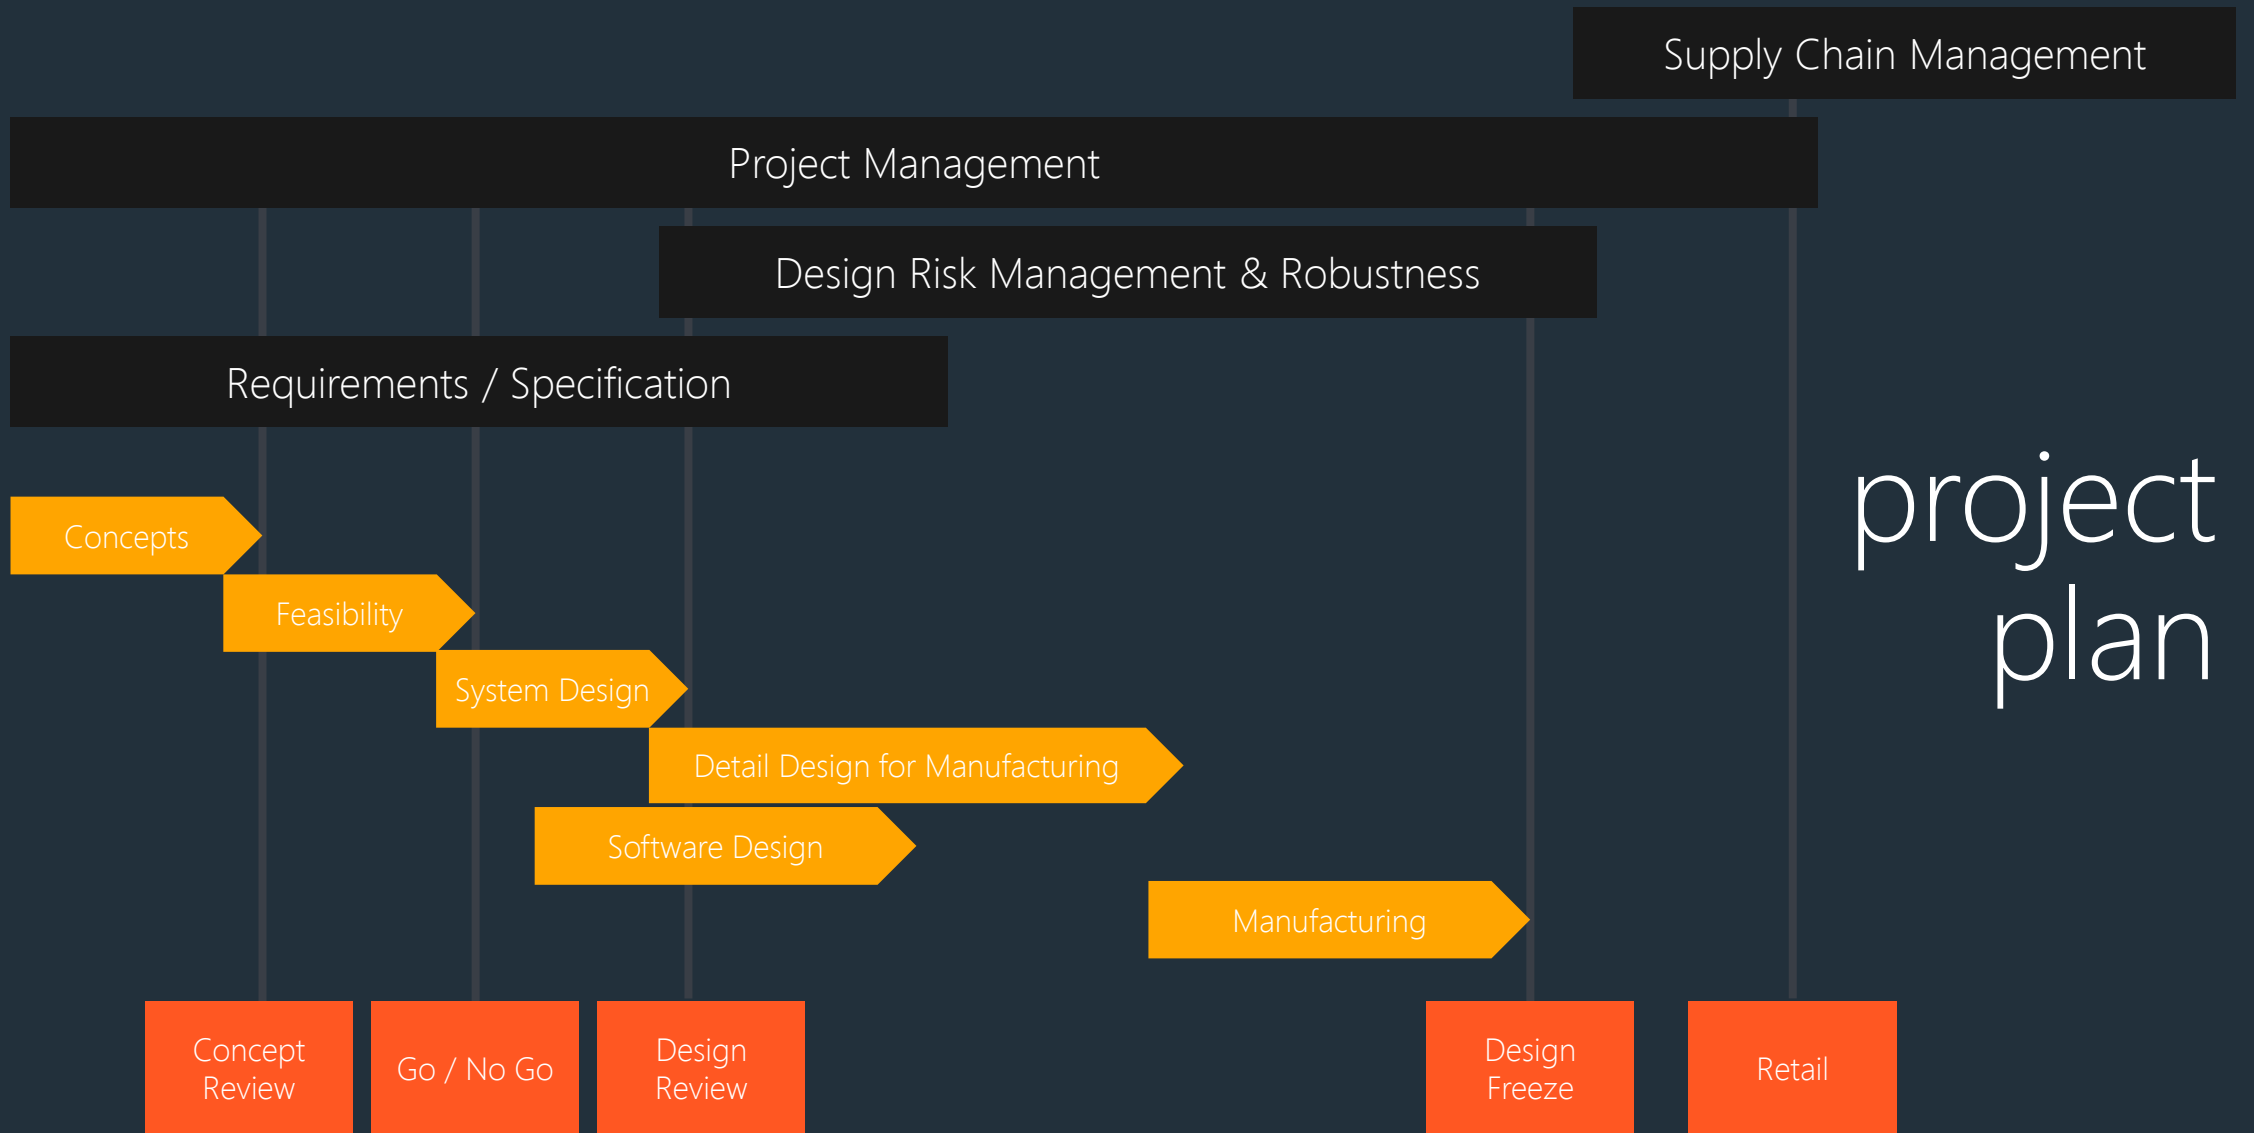 Supply Chain Management
Project Management
Design Risk Management & Robustness
Requirements / Specification
project
plan
Concepts
Feasibility
System Design
Detail Design for Manufacturing
Software Design
Manufacturing
Concept
Review
Go / No Go
Design
Review
Design
Freeze
Retail